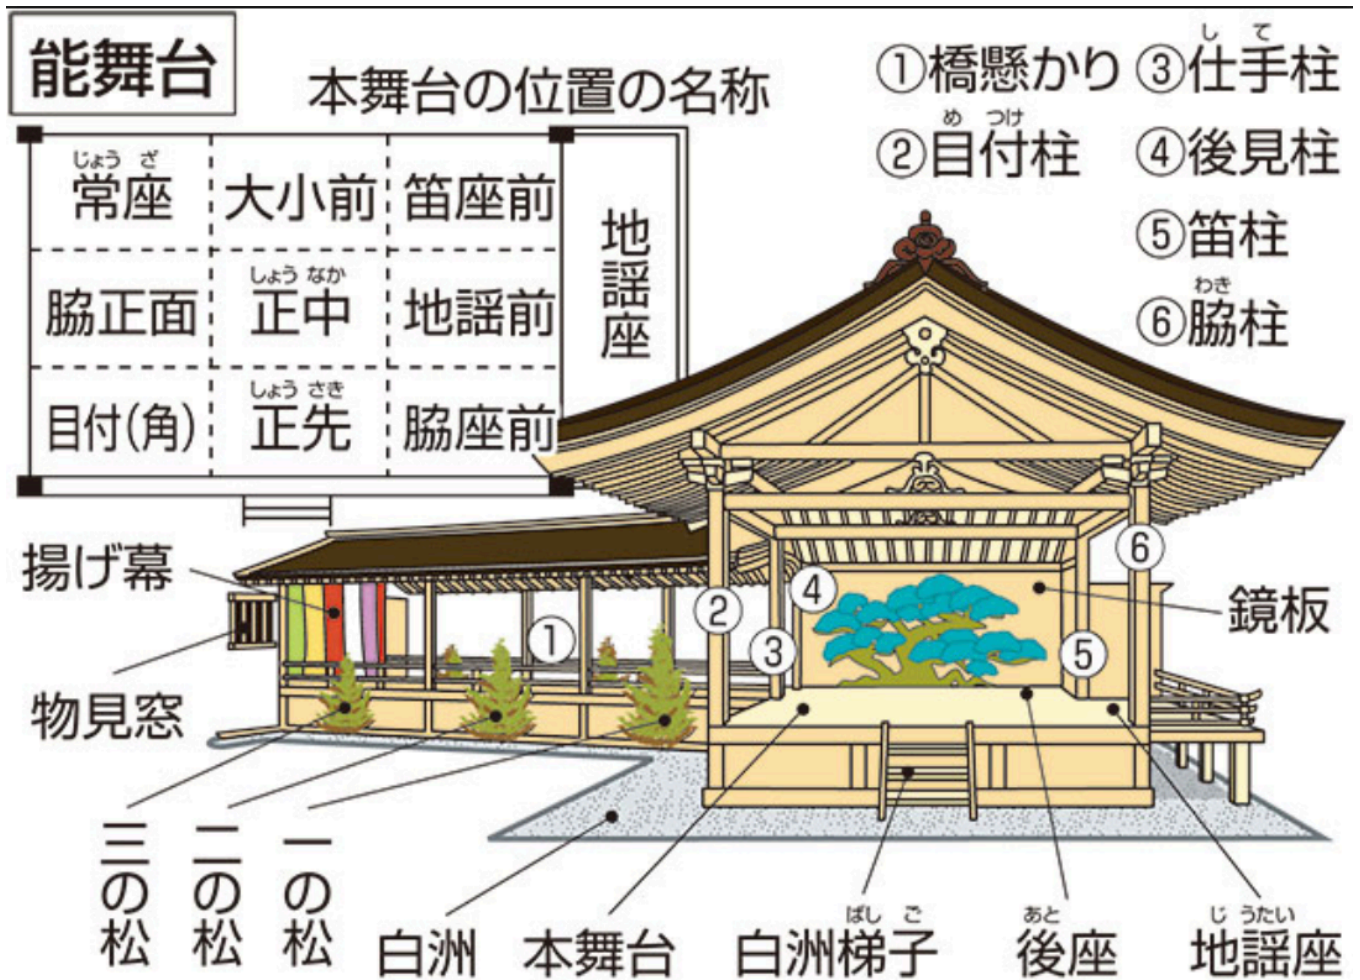 能舞台
本舞台の位置の名称
①橋懸かり
②目付柱
め つけ
③仕手柱
し て
④後見柱
⑤笛柱
⑥脇柱
わき
じょう ざ
常座 大小前 笛座前
しょう なか
脇正面 正中 地謡前
しょう さき
目付(角) 正先 脇座前
地謡座
揚げ幕
物見窓
①
②
③
④
⑤
⑥
鏡板
三の松
二の松
一の松
白洲
本舞台
ばし ご
白洲梯子
あと
後座
じ うたい
地謡座